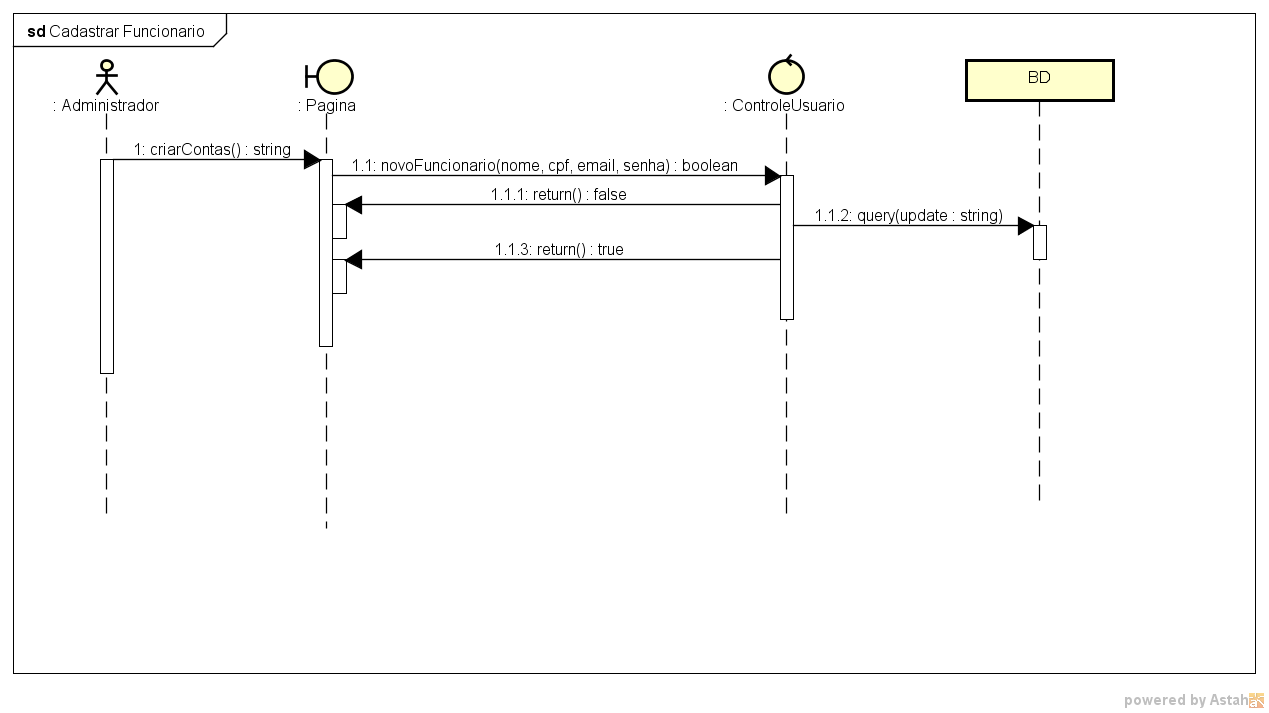 sd Cadastrar Funcionario
: Administrador
: Pagina
: ControleUsuario
BD
1: criarContas() : string
1.1: novoFuncionario(nome, cpf, email, senha) : boolean
1.1.1: return() : false
1.1.2: query(update : string)
1.1.3: return() : true
powered by Astah